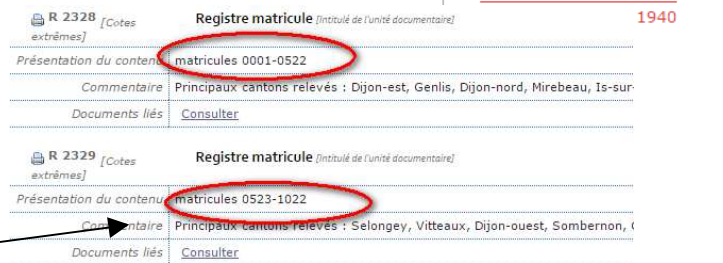 R 2328 [Cotes extrêmes] Registre matricule [Intitulé de l'unité documentaire] 1940
Présentation du contenu matricules 0001-0522
Commentaire Principaux cantons relevés : Dijon-est, Genlis, Dijon-nord, Mirebeau, Is-sur-
Documents liés Consulter
R 2329 [Cotes extrêmes] Registre matricule [Intitulé de l'unité documentaire]
Présentation du contenu matricules 0523-1022
Commentaire Principaux cantons relevés : Selongey, Vitteaux, Dijon-ouest, Sombernon,
Documents liés Consulter